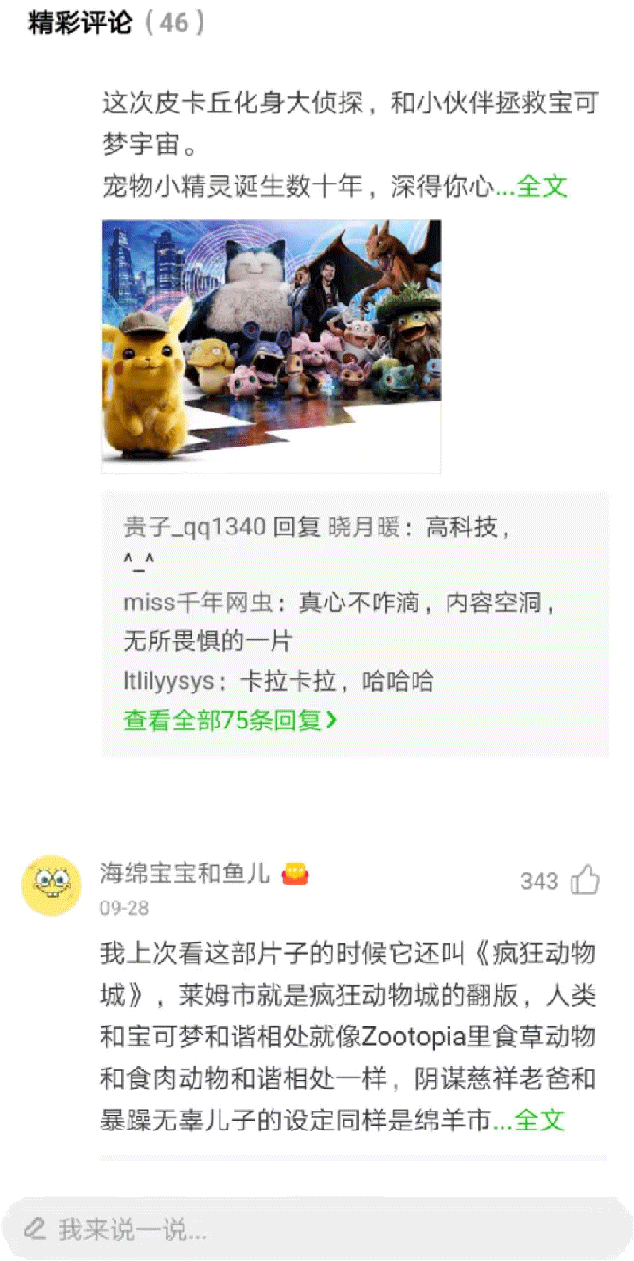 精彩评论（46）
这次皮卡丘化身大侦探，和小伙伴拯救宝可
梦宇宙。
宠物小精灵诞生数十年，深得你心...全文
贵子_qq1340 回复 晓月暖：高科技，
^_^
miss千年网虫：真心不咋滴，内容空洞，
无所畏惧的一片
ltlilyysys：卡拉卡拉，哈哈哈
查看全部75条回复>
海绵宝宝和鱼儿
343
09-28
我上次看这部片子的时候它还叫《疯狂动物
城》，莱姆市就是疯狂动物城的翻版，人类
和宝可梦和谐相处就像Zootopia里食草动物
和食肉动物和谐相处一样，阴谋慈祥老爸和
暴躁无辜儿子的设定同样是绵羊市...全文
我来说一说...